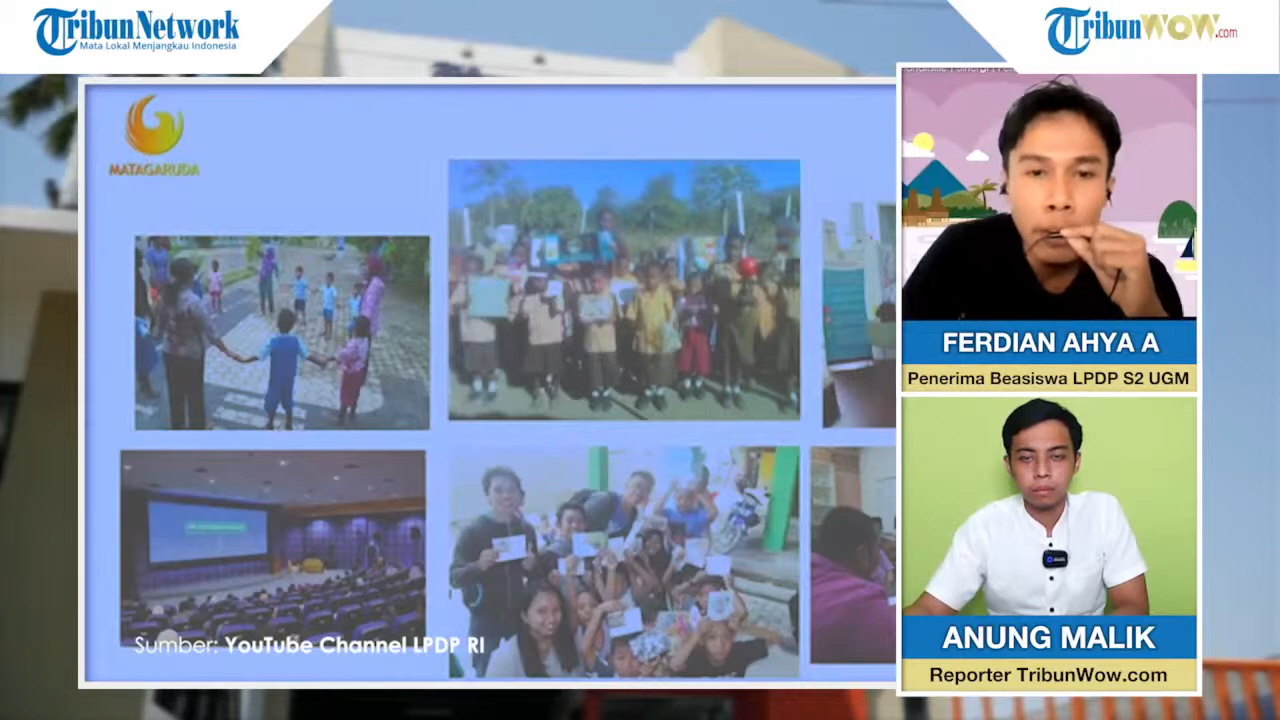 TribunNetwork
Mata Lokal Menjangkau Indonesia
TribunWOW.com
MATAGARUDA
FERDIAN AHYA A
Penerima Beasiswa LPDP S2 UGM
ANUNG MALIK
Reporter TribunWow.com
Sumber: YouTube Channel LPDP RI